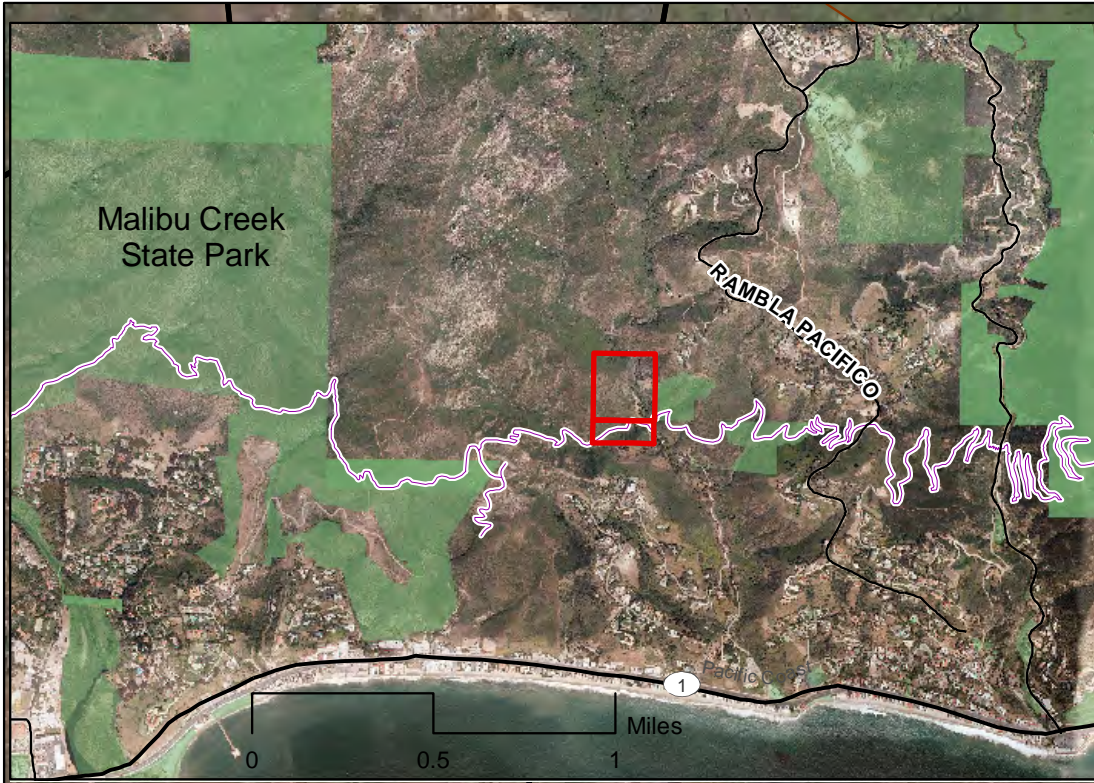 Malibu Creek
State Park
RAMBLA PACIFICO
Pacific Coast
1
Miles
0 0.5 1